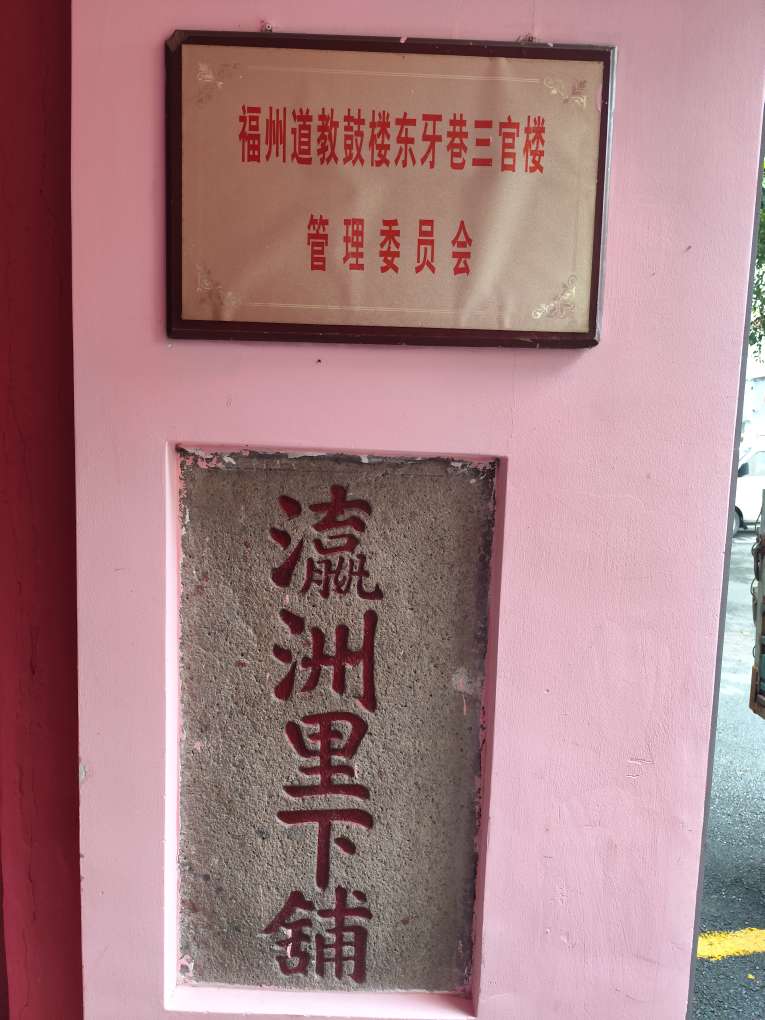 福州道教鼓楼东牙巷三官楼
管理委员会
瀛洲里下舖